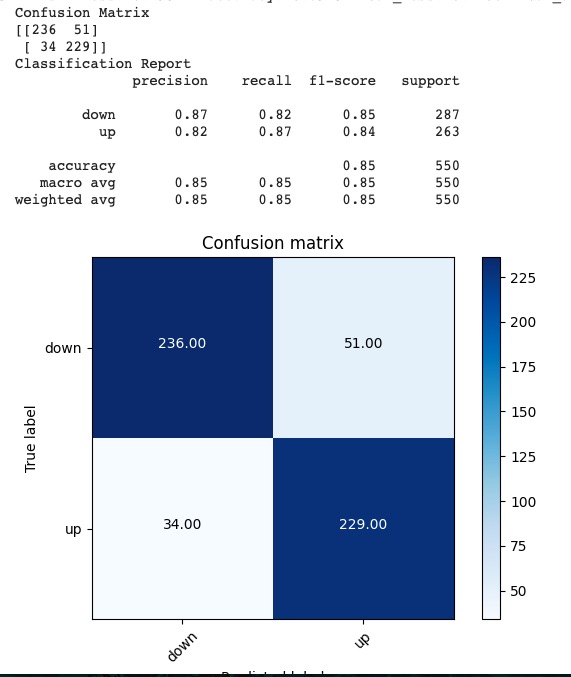 Confusion Matrix
[[236  51]
 [ 34 229]]
Classification Report
precision recall f1-score support
down 0.87 0.82 0.85 287
up 0.82 0.87 0.84 263
accuracy 0.85 550
macro avg 0.85 0.85 0.85 550
weighted avg 0.85 0.85 0.85 550
Confusion matrix
True label
down
236.00 51.00
up
34.00 229.00
down up
225
200
175
150
125
100
75
50